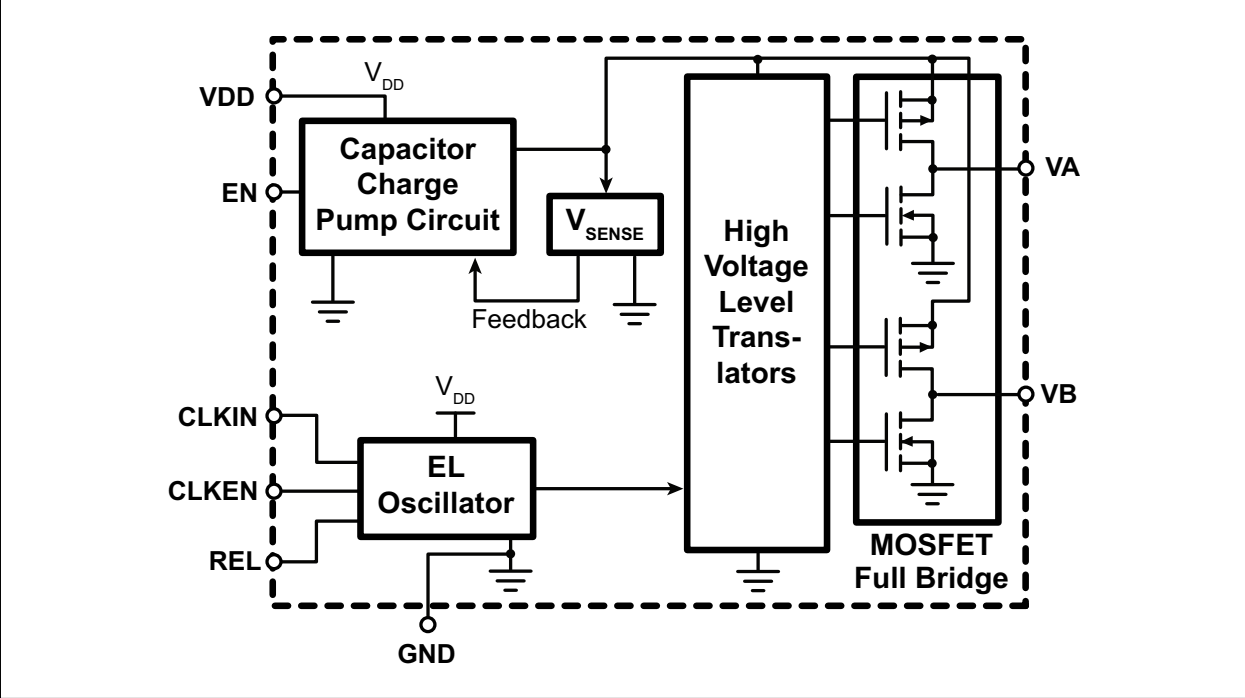 VDD
V_DD
Capacitor
Charge
Pump Circuit
EN
V_SENSE
Feedback
High
Voltage
Level
Trans-
lators
VA
VB
MOSFET
Full Bridge
CLKIN
CLKEN
REL
V_DD
EL
Oscillator
GND